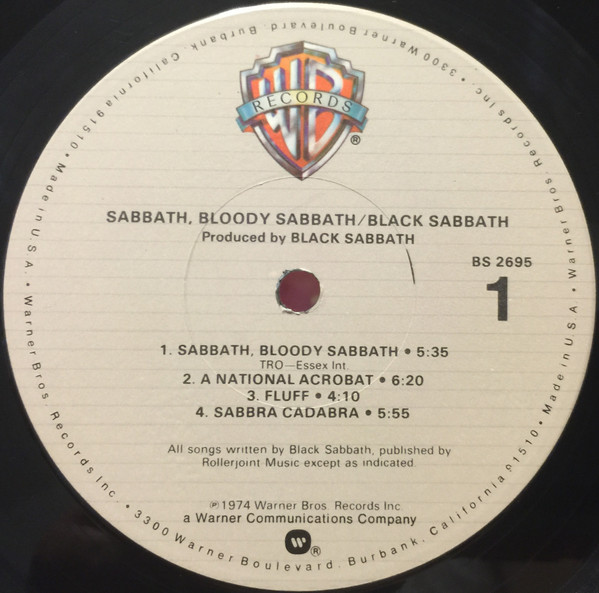 WB
RECORDS
®
SABBATH, BLOODY SABBATH/BLACK SABBATH
Produced by BLACK SABBATH
BS 2695
1
1. SABBATH, BLOODY SABBATH • 5:35
TRO—Essex Int.
2. A NATIONAL ACROBAT • 6:20
3. FLUFF • 4:10
4. SABBRA CADABRA • 5:55
All songs written by Black Sabbath, published by
Rollerjoint Music except as indicated.
℗1974 Warner Bros. Records Inc.
a Warner Communications Company
®
Warner Bros. Records Inc. • 3300 Warner Boulevard, Burbank, California 91510 • Made in U.S.A. • Warner Bros. Records Inc. • 3300 Warner Boulevard, Burbank, California 91510 • Made in U.S.A. •